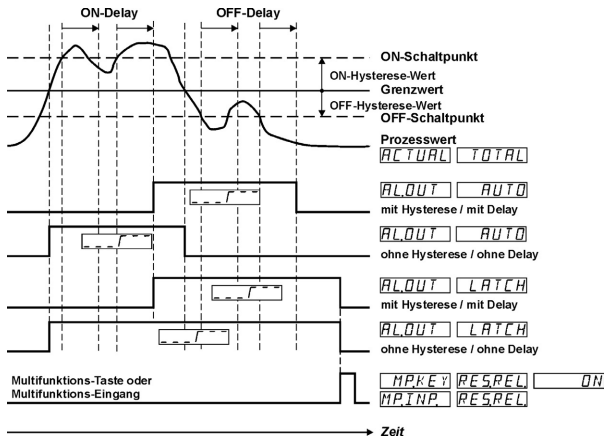 ON-Delay OFF-Delay
ON-Schaltpunkt
ON-Hysterese-Wert
Grenzwert
OFF-Hysterese-Wert
OFF-Schaltpunkt
Prozesswert
ACTUAL TOTAL
AL.OUT AUTO
mit Hysterese / mit Delay
AL.OUT AUTO
ohne Hysterese / ohne Delay
AL.OUT LATCH
mit Hysterese / mit Delay
AL.OUT LATCH
ohne Hysterese / ohne Delay
Multifunktions-Taste oder
Multifunktions-Eingang
MP.KEY RES.REL. ON
MP.INP. RES.REL.
Zeit